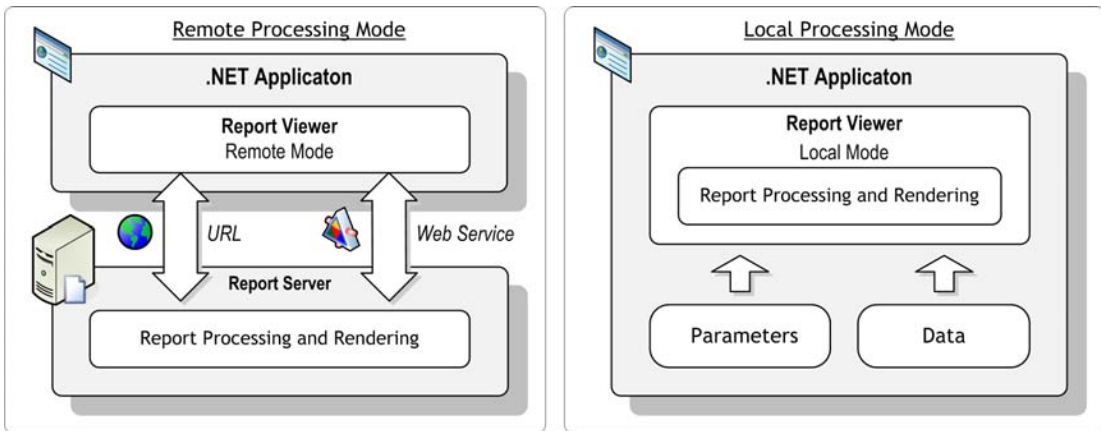 Remote Processing Mode
.NET Applicaton
Report Viewer
Remote Mode
URL
Web Service
Report Server
Report Processing and Rendering
Local Processing Mode
.NET Applicaton
Report Viewer
Local Mode
Report Processing and Rendering
Parameters
Data